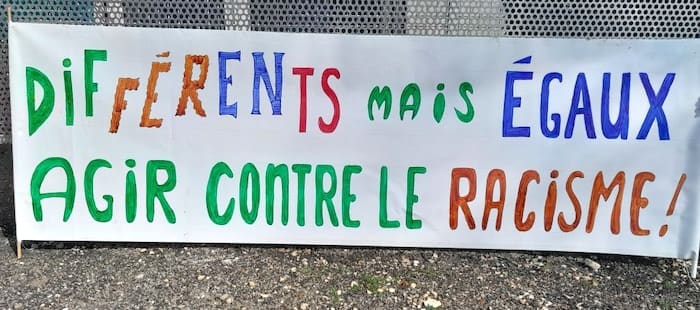 DiFFÉRENTS MAiS ÉGAUX
AGiR CONTRE LE RACiSME!